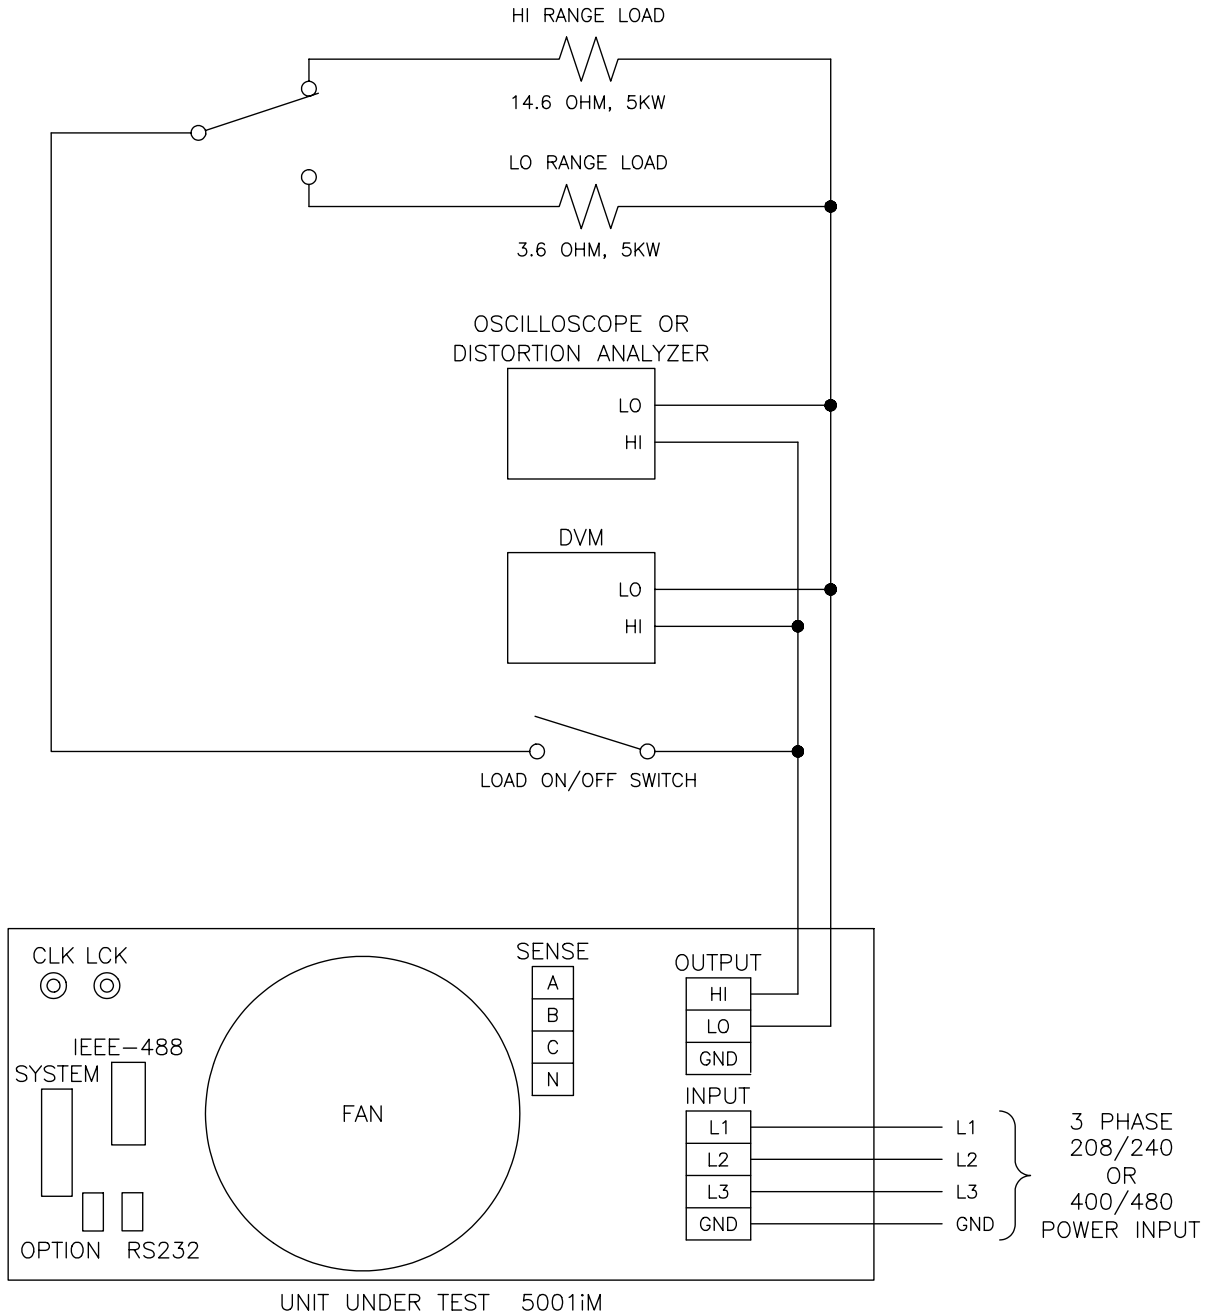 HI RANGE LOAD
14.6 OHM, 5KW
LO RANGE LOAD
3.6 OHM, 5KW
OSCILLOSCOPE OR
DISTORTION ANALYZER
LO
HI
DVM
LO
HI
LOAD ON/OFF SWITCH
CLK LCK
IEEE-488
SYSTEM
OPTION RS232
FAN
SENSE
A
B
C
N
OUTPUT
HI
LO
GND
INPUT
L1
L2
L3
GND
L1
L2
L3
GND
3 PHASE
208/240
OR
400/480
POWER INPUT
UNIT UNDER TEST 5001iM